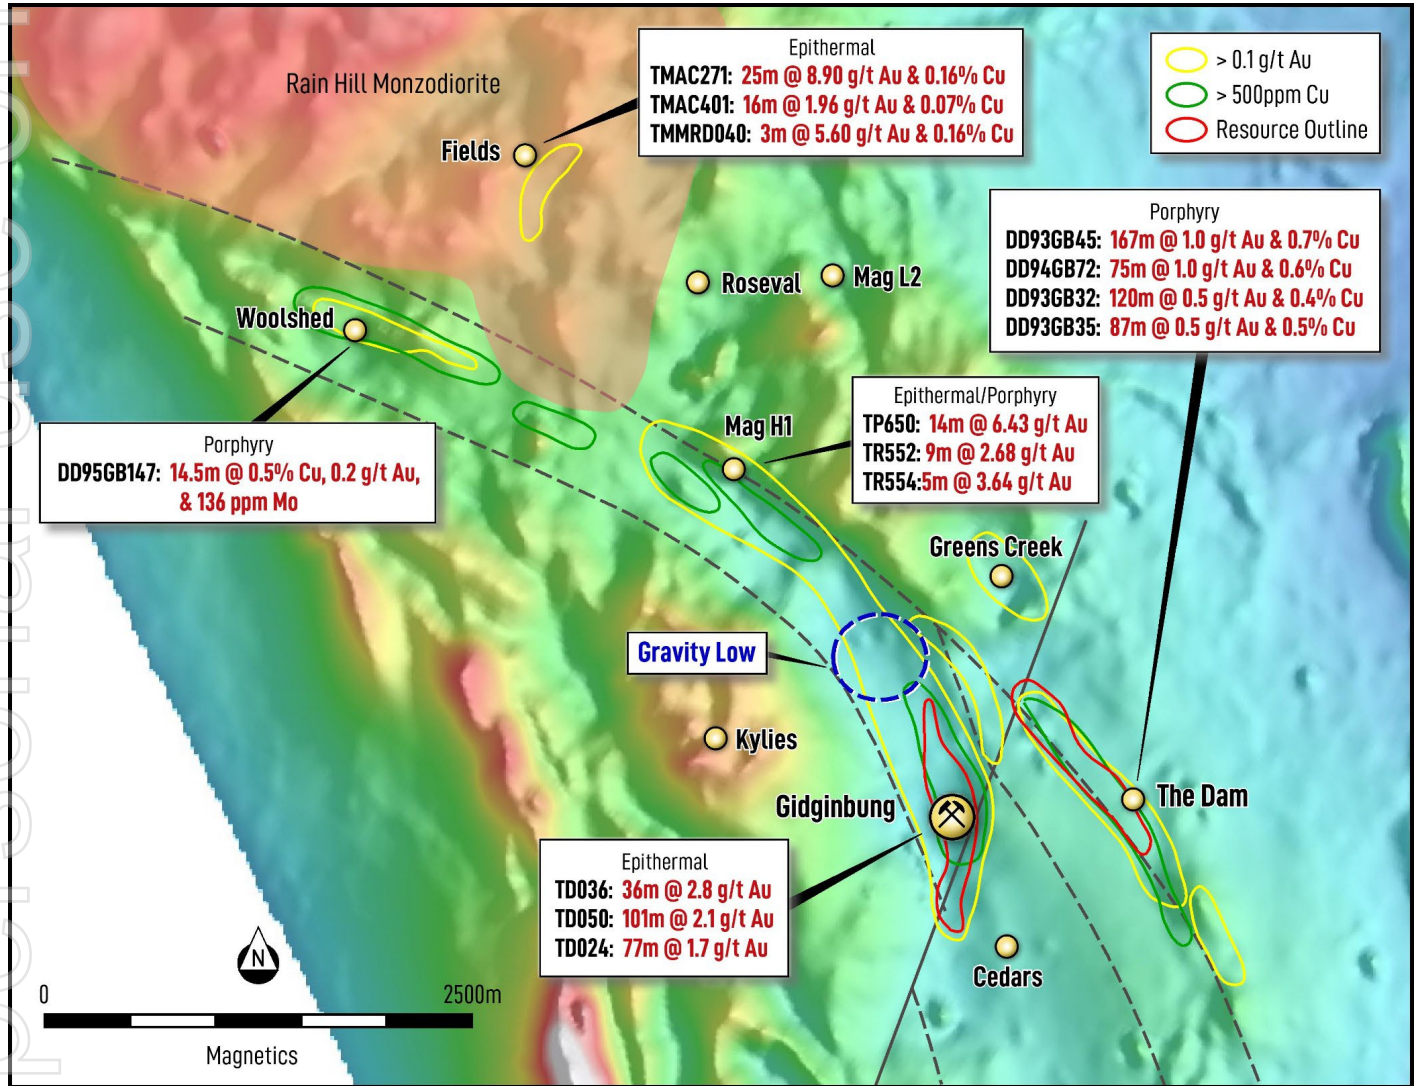 Epithermal
TMAC271: 25m @ 8.90 g/t Au & 0.16% Cu
TMAC401: 16m @ 1.96 g/t Au & 0.07% Cu
TMMRD040: 3m @ 5.60 g/t Au & 0.16% Cu
> 0.1 g/t Au
> 500ppm Cu
Resource Outline
Rain Hill Monzodiorite
Fields
Porphyry
DD93GB45: 167m @ 1.0 g/t Au & 0.7% Cu
DD94GB72: 75m @ 1.0 g/t Au & 0.6% Cu
DD93GB32: 120m @ 0.5 g/t Au & 0.4% Cu
DD93GB35: 87m @ 0.5 g/t Au & 0.5% Cu
Roseval
Mag L2
Woolshed
Epithermal/Porphyry
TP650: 14m @ 6.43 g/t Au
TR552: 9m @ 2.68 g/t Au
TR554:5m @ 3.64 g/t Au
Mag H1
Porphyry
DD95GB147: 14.5m @ 0.5% Cu, 0.2 g/t Au,
& 136 ppm Mo
Greens Creek
Gravity Low
Kylies
Gidginbung
The Dam
Epithermal
TD036: 36m @ 2.8 g/t Au
TD050: 101m @ 2.1 g/t Au
TD024: 77m @ 1.7 g/t Au
Cedars
N
0 2500m
Magnetics
personal use on